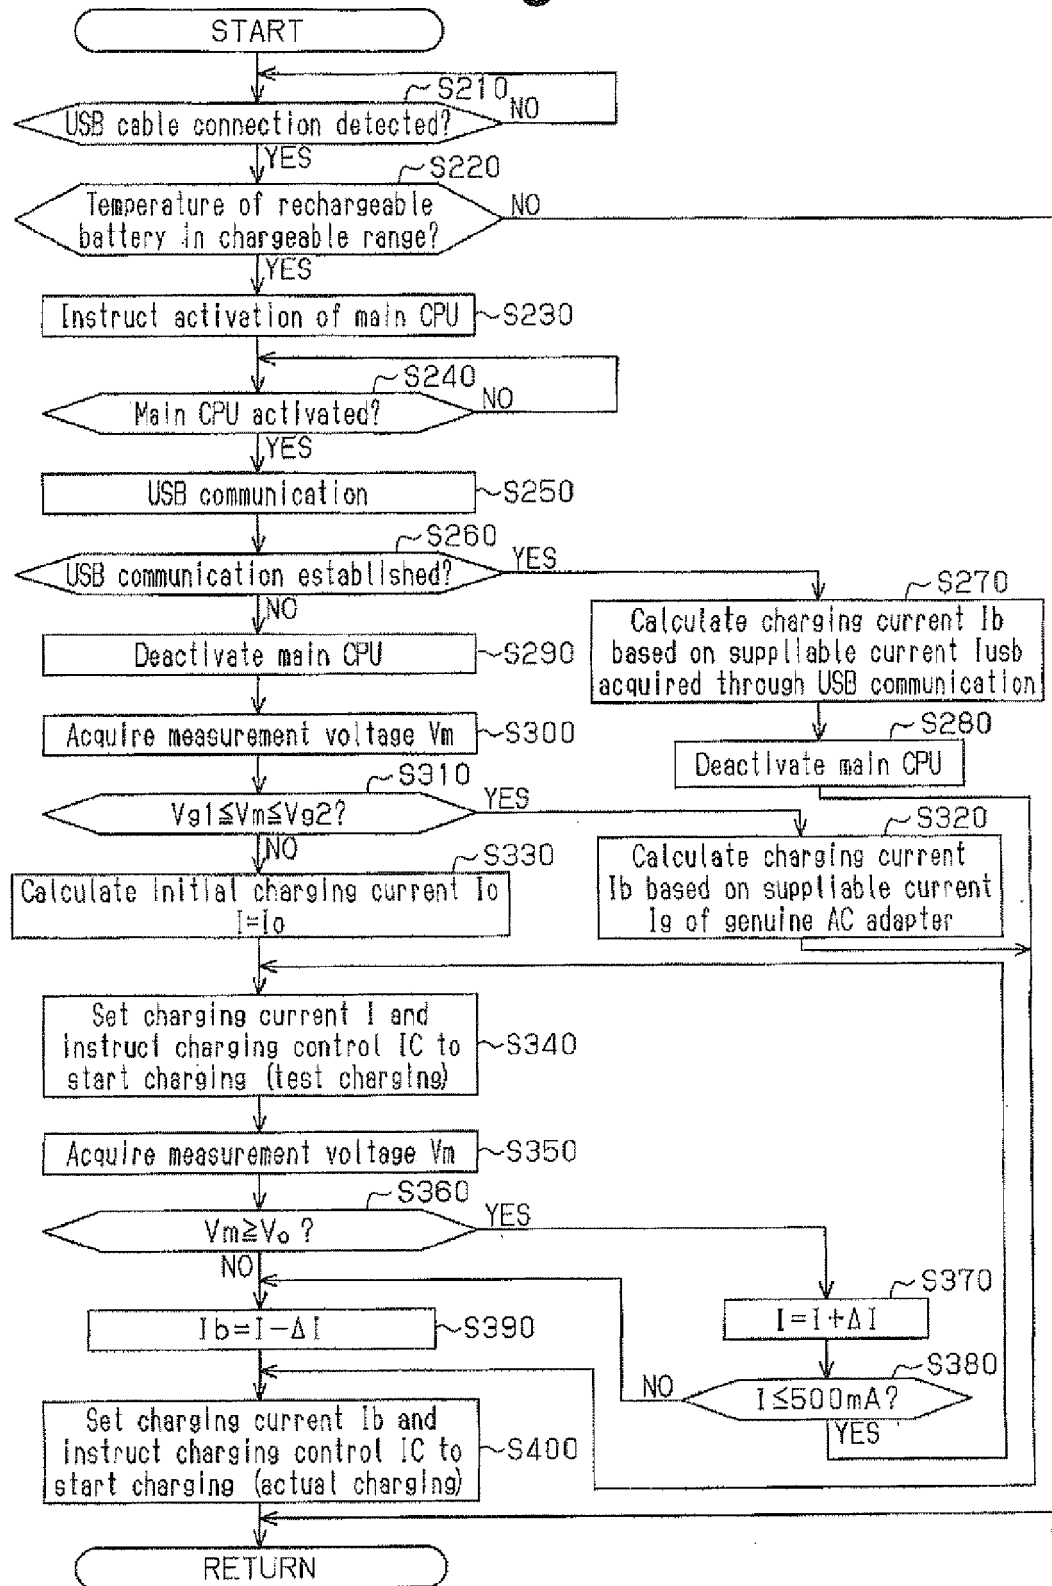 START
S210
USB cable connection detected?
NO
YES
S220
Temperature of rechargeable
battery in chargeable range?
NO
YES
Instruct activation of main CPU
S230
S240
Main CPU activated?
NO
YES
USB communication
S250
S260
USB communication established?
YES
NO
S270
Calculate charging current Ib
based on suppliable current Iusb
acquired through USB communication
Deactivate main CPU
S290
S280
Deactivate main CPU
Acquire measurement voltage Vm
S300
S310
Vg1≦Vm≦Vg2?
YES
NO
S320
Calculate charging current
Ib based on suppliable current
Ig of genuine AC adapter
S330
Calculate initial charging current Io
I=Io
Set charging current I and
instruct charging control IC to
start charging (test charging)
S340
Acquire measurement voltage Vm
S350
S360
Vm≧Vo ?
YES
NO
S370
I=I+ΔI
Ib=I-ΔI
S390
S380
I≦500mA?
NO
YES
Set charging current Ib and
instruct charging control IC to
start charging (actual charging)
S400
RETURN